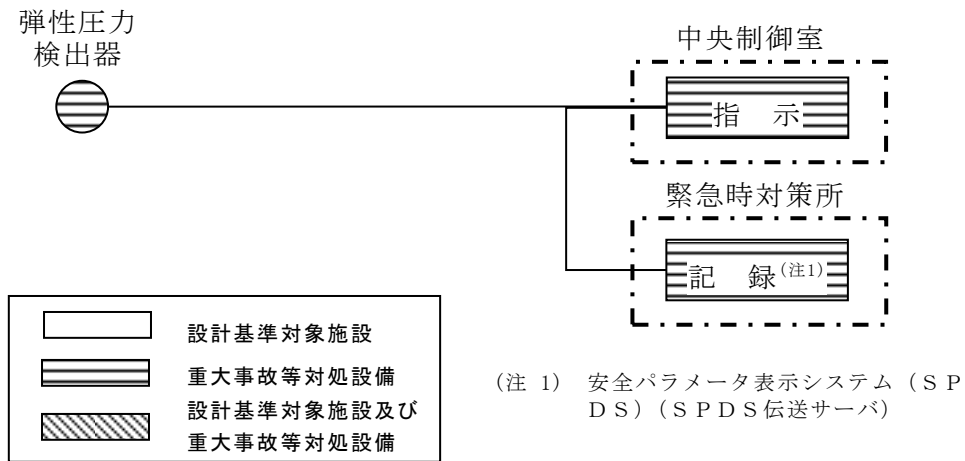 弾性圧力
検出器
中央制御室
指　示
緊急時対策所
記　録(注1)
設計基準対象施設
重大事故等対処設備
設計基準対象施設及び
重大事故等対処設備
(注 1)　安全パラメータ表示システム（ＳＰ
ＤＳ）（ＳＰＤＳ伝送サーバ）